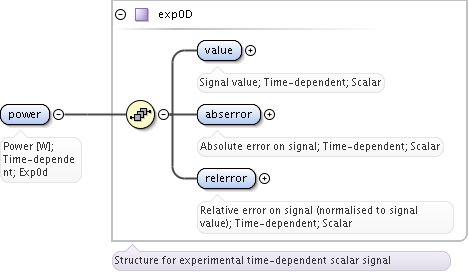 exp0D
value
Signal value; Time-dependent; Scalar
power
abserror
Power [W];
Time-depende
nt; Exp0d
Absolute error on signal; Time-dependent; Scalar
relerror
Relative error on signal (normalised to signal
value); Time-dependent; Scalar
Structure for experimental time-dependent scalar signal